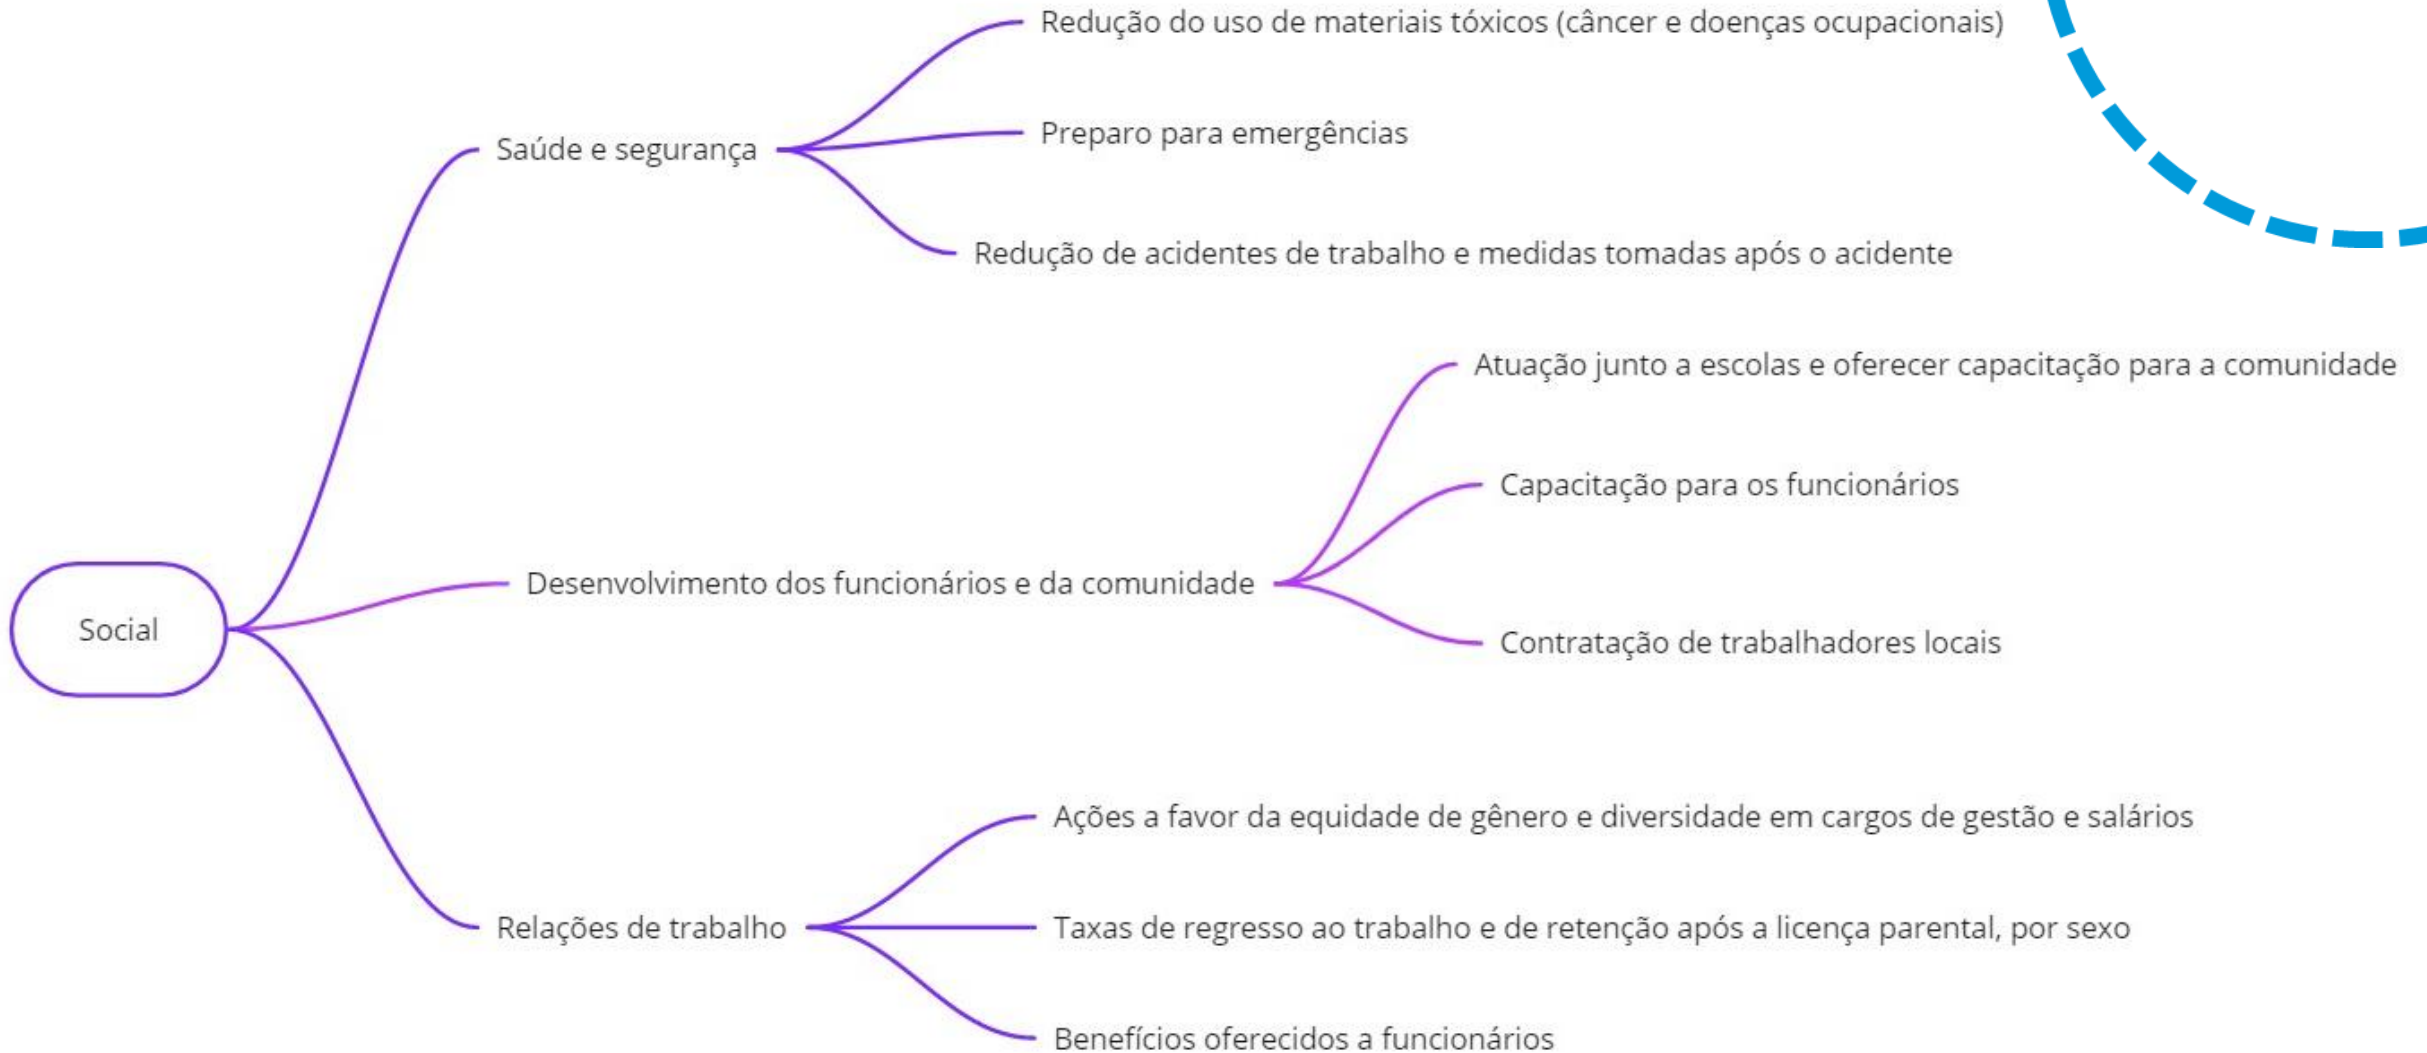 Social
Saúde e segurança
Redução do uso de materiais tóxicos (câncer e doenças ocupacionais)
Preparo para emergências
Redução de acidentes de trabalho e medidas tomadas após o acidente
Desenvolvimento dos funcionários e da comunidade
Atuação junto a escolas e oferecer capacitação para a comunidade
Capacitação para os funcionários
Contratação de trabalhadores locais
Relações de trabalho
Ações a favor da equidade de gênero e diversidade em cargos de gestão e salários
Taxas de regresso ao trabalho e de retenção após a licença parental, por sexo
Benefícios oferecidos a funcionários